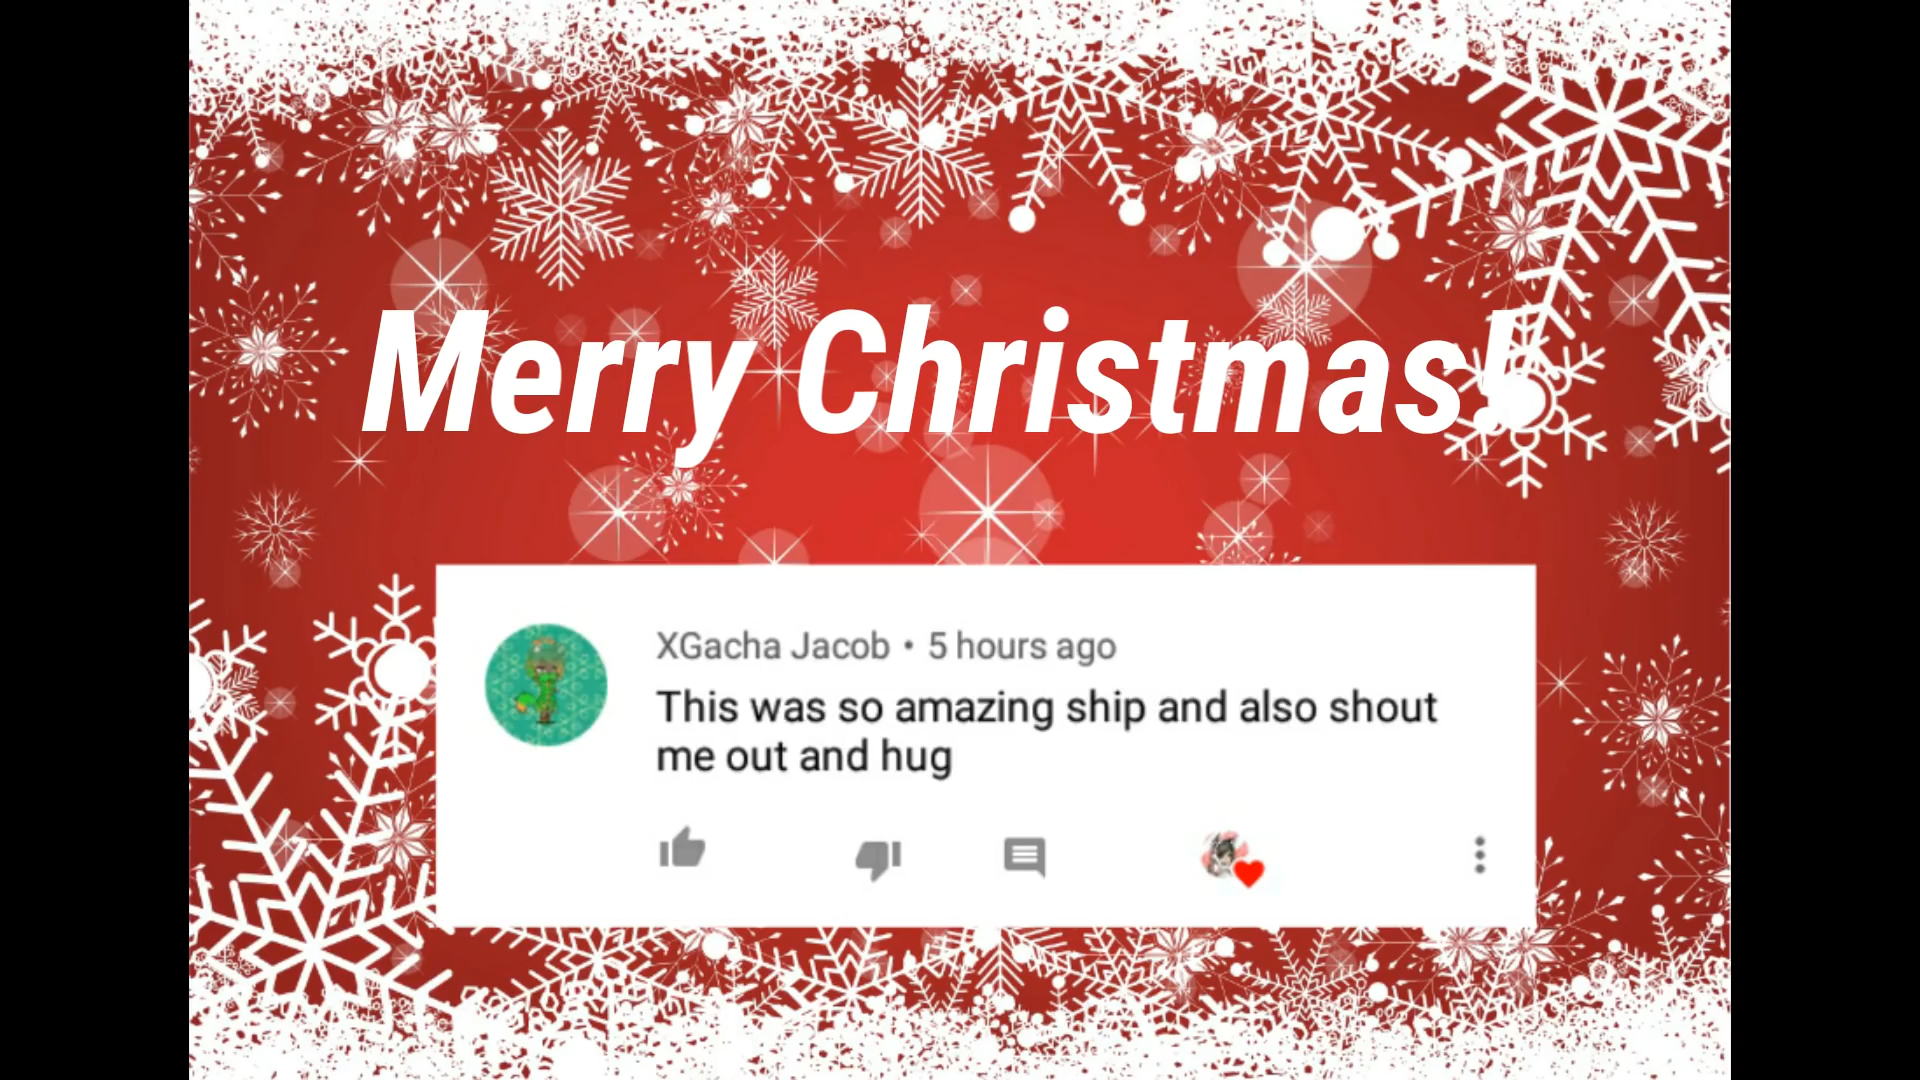 Merry Christmas!
XGacha Jacob • 5 hours ago
This was so amazing ship and also shout
me out and hug